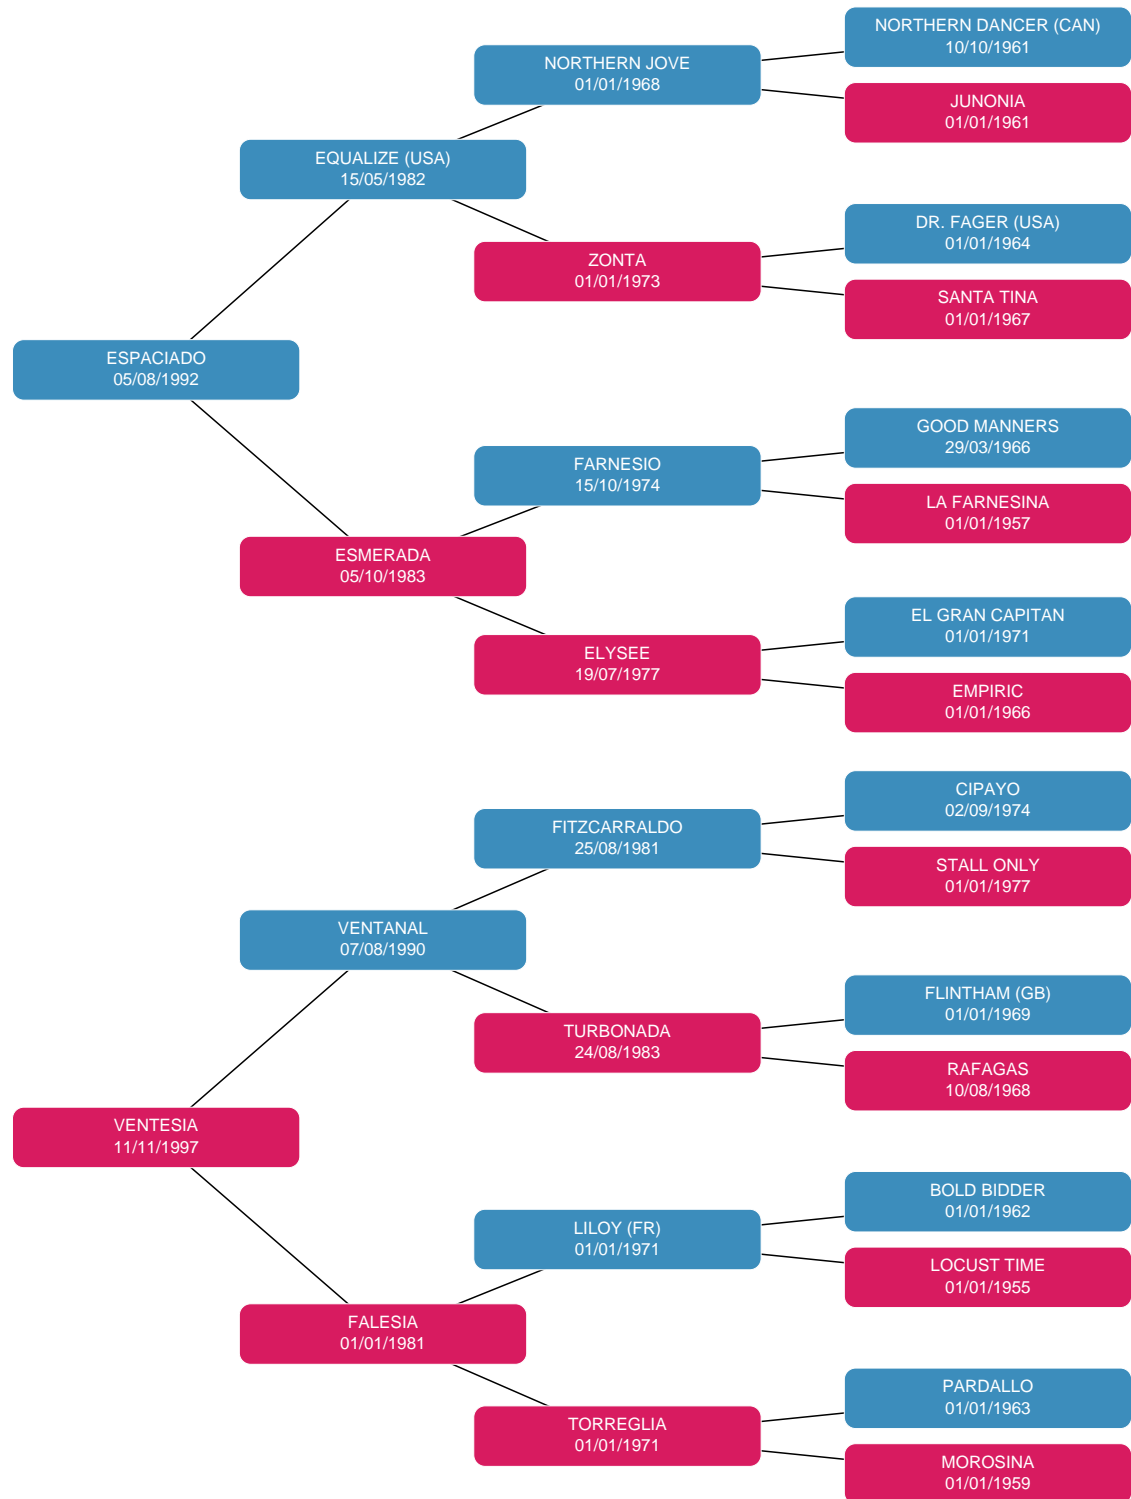 NORTHERN DANCER (CAN)
10/10/1961
NORTHERN JOVE
01/01/1968
JUNONIA
01/01/1961
EQUALIZE (USA)
15/05/1982
DR. FAGER (USA)
01/01/1964
ZONTA
01/01/1973
SANTA TINA
01/01/1967
ESPACIADO
05/08/1992
GOOD MANNERS
29/03/1966
FARNESIO
15/10/1974
LA FARNESINA
01/01/1957
ESMERADA
05/10/1983
EL GRAN CAPITAN
01/01/1971
ELYSEE
19/07/1977
EMPIRIC
01/01/1966
CIPAYO
02/09/1974
FITZCARRALDO
25/08/1981
STALL ONLY
01/01/1977
VENTANAL
07/08/1990
FLINTHAM (GB)
01/01/1969
TURBONADA
24/08/1983
RAFAGAS
10/08/1968
VENTESIA
11/11/1997
BOLD BIDDER
01/01/1962
LILOY (FR)
01/01/1971
LOCUST TIME
01/01/1955
FALESIA
01/01/1981
PARDALLO
01/01/1963
TORREGLIA
01/01/1971
MOROSINA
01/01/1959